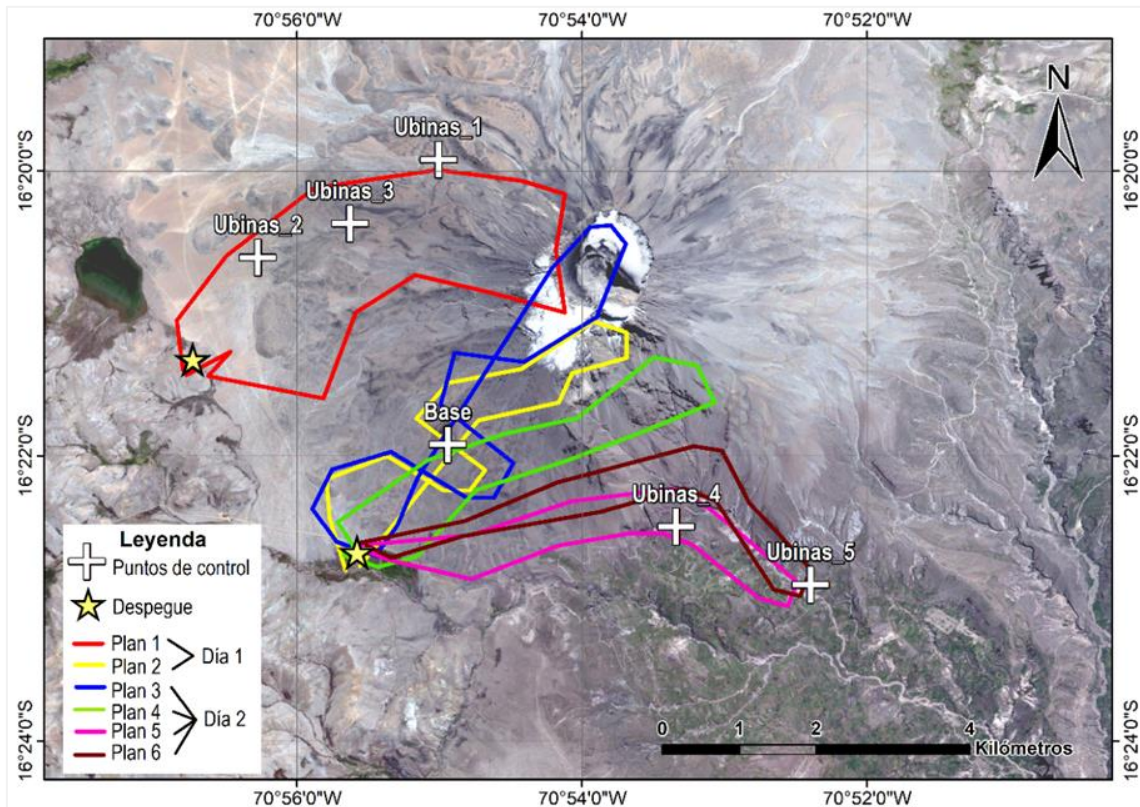 70°56'0"W 70°54'0"W 70°52'0"W
N
Ubinas_1
16°20'0"S 16°20'0"S
Ubinas_3
Ubinas_2
Base
16°22'0"S 16°22'0"S
Ubinas_4
Ubinas_5
Leyenda
Puntos de control
Despegue
Plan 1
Plan 2
Día 1
Plan 3
Plan 4
Plan 5
Plan 6
Día 2
0 1 2 4
Kilómetros
16°24'0"S 16°24'0"S
70°56'0"W 70°54'0"W 70°52'0"W